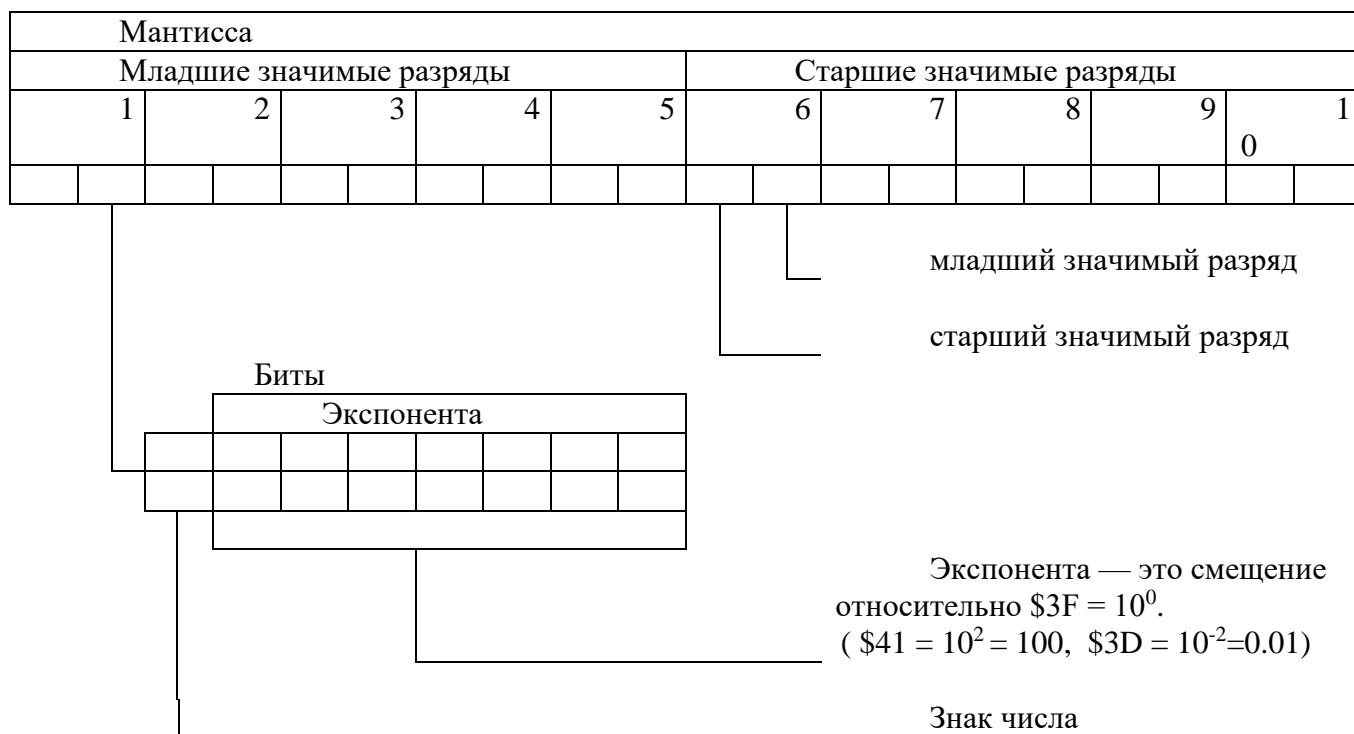 Мантисса
Младшие значимые разряды Старшие значимые разряды
1 2 3 4 5 6 7 8 9 1
0
младший значимый разряд
старший значимый разряд
Биты
Экспонента
Экспонента — это смещение
относительно $3F = 10⁰.
( $41 = 10² = 100, $3D = 10⁻²=0.01)
Знак числа